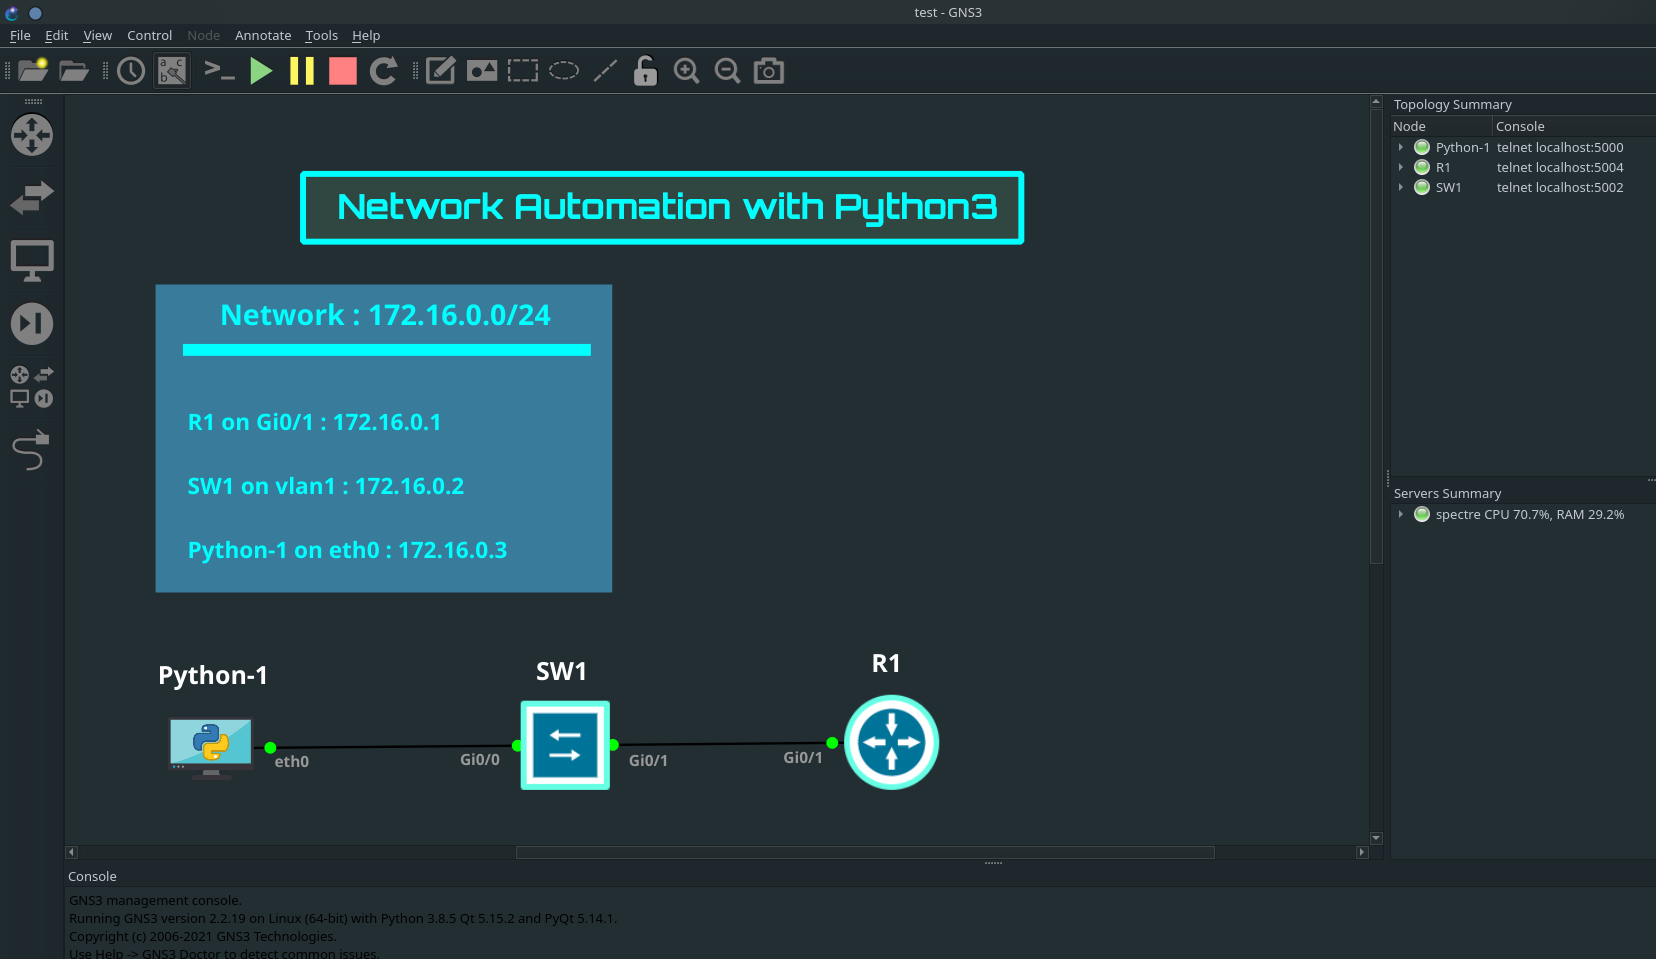 test - GNS3
File Edit View Control Node Annotate Tools Help
a c
b
Topology Summary
Node Console
Python-1 telnet localhost:5000
R1 telnet localhost:5004
SW1 telnet localhost:5002
Network Automation with Python3
Network : 172.16.0.0/24
R1 on Gi0/1 : 172.16.0.1
SW1 on vlan1 : 172.16.0.2
Python-1 on eth0 : 172.16.0.3
Servers Summary
spectre CPU 70.7%, RAM 29.2%
Python-1
SW1
R1
eth0
Gi0/0
Gi0/1
Gi0/1
Console
GNS3 management console.
Running GNS3 version 2.2.19 on Linux (64-bit) with Python 3.8.5 Qt 5.15.2 and PyQt 5.14.1.
Copyright (c) 2006-2021 GNS3 Technologies.
Use Help -> GNS3 Doctor to detect common issues.